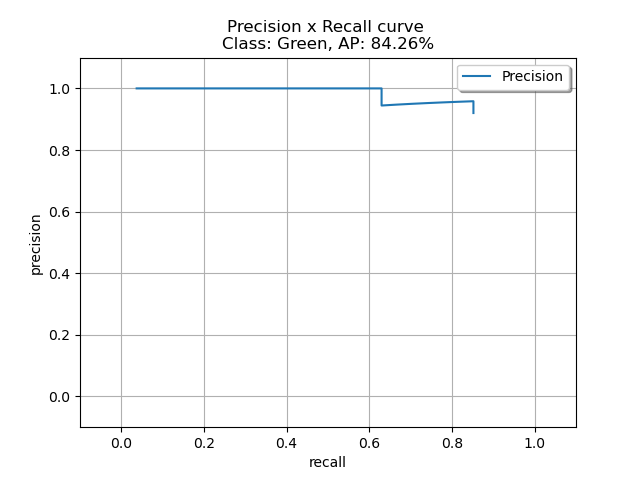 Precision x Recall curve
Class: Green, AP: 84.26%
Precision
1.0
0.8
0.6
0.4
0.2
0.0
precision
0.0 0.2 0.4 0.6 0.8 1.0
recall